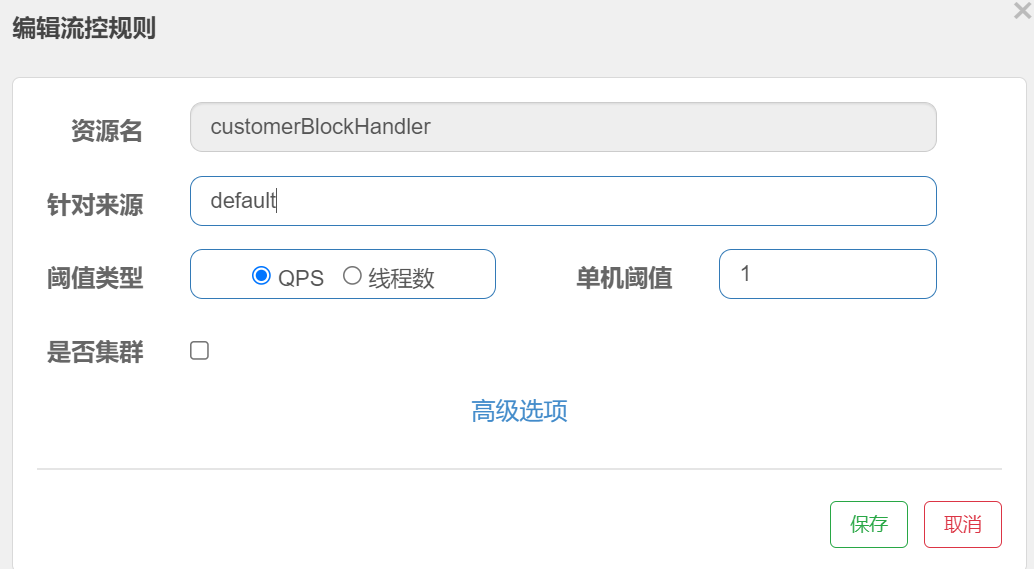 编辑流控规则
资源名 customerBlockHandler
针对来源 default
阈值类型 QPS 线程数 单机阈值 1
是否集群
高级选项
保存 取消